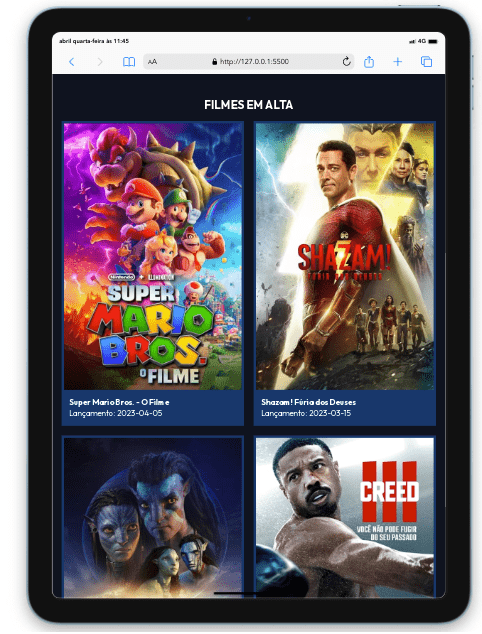 abril quarta-feira às 11:45
4G
AA
http://127.0.0.1:5500
FILMES EM ALTA
Nintendo
ILLUMINATION
SUPER
MARIO
BROS.
O FILME
DC
SHAZAM!
FÚRIA DOS DEUSES
Super Mario Bros. - O Filme
Lançamento: 2023-04-05
Shazam! Fúria dos Deuses
Lançamento: 2023-03-15
CREED
III
VOCÊ NÃO PODE FUGIR
DO SEU PASSADO